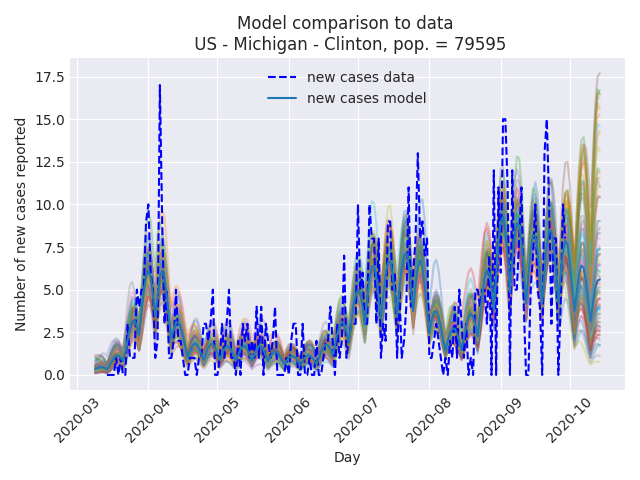 Model comparison to data
US - Michigan - Clinton, pop. = 79595
new cases data
new cases model
Number of new cases reported
17.5
15.0
12.5
10.0
7.5
5.0
2.5
0.0
2020-03
2020-04
2020-05
2020-06
2020-07
2020-08
2020-09
2020-10
Day